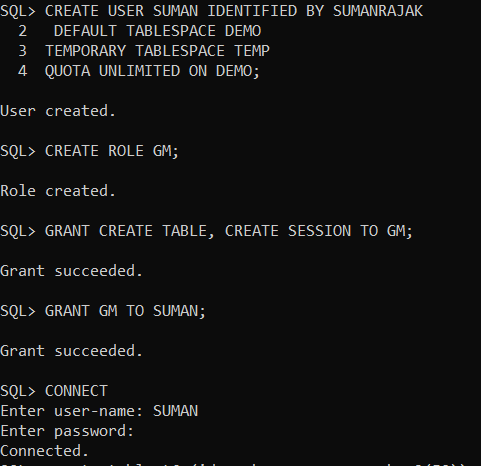 SQL> CREATE USER SUMAN IDENTIFIED BY SUMANRAJAK
  2   DEFAULT TABLESPACE DEMO
  3  TEMPORARY TABLESPACE TEMP
  4  QUOTA UNLIMITED ON DEMO;
User created.
SQL> CREATE ROLE GM;
Role created.
SQL> GRANT CREATE TABLE, CREATE SESSION TO GM;
Grant succeeded.
SQL> GRANT GM TO SUMAN;
Grant succeeded.
SQL> CONNECT
Enter user-name: SUMAN
Enter password:
Connected.